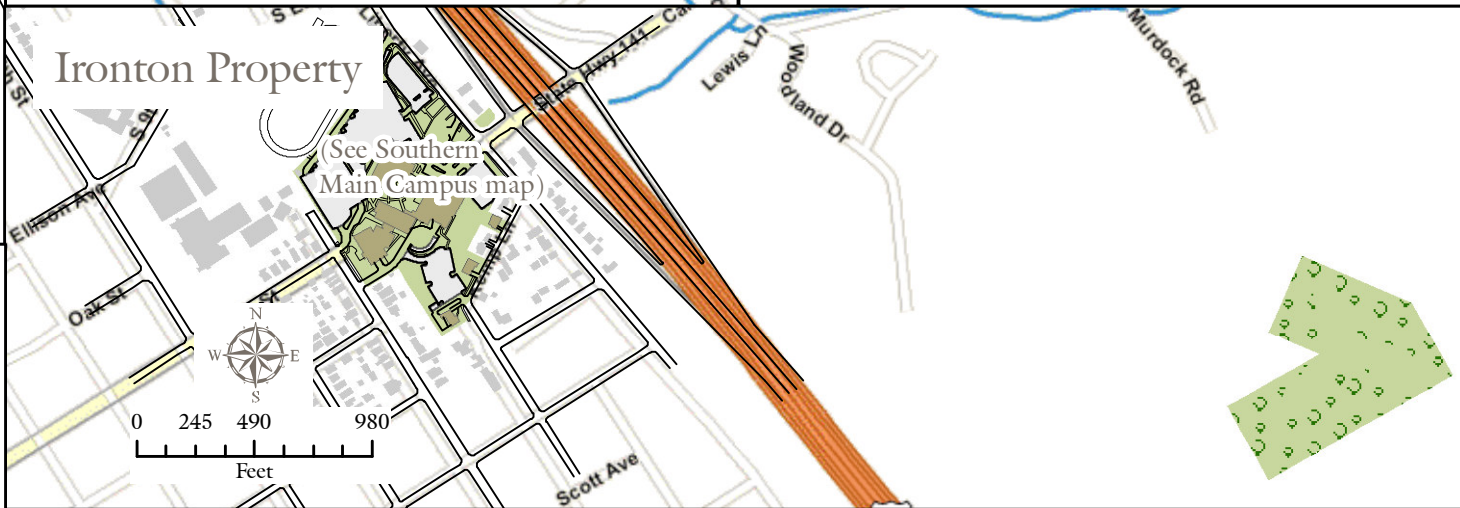 Ironton Property
(See Southern
Main Campus map)
State Hwy 141
Lewis Ln
Woodland Dr
Murdock Rd
Ellison Ave
Oak St
St
Scott Ave
N
W E
S
0 245 490 980
Feet